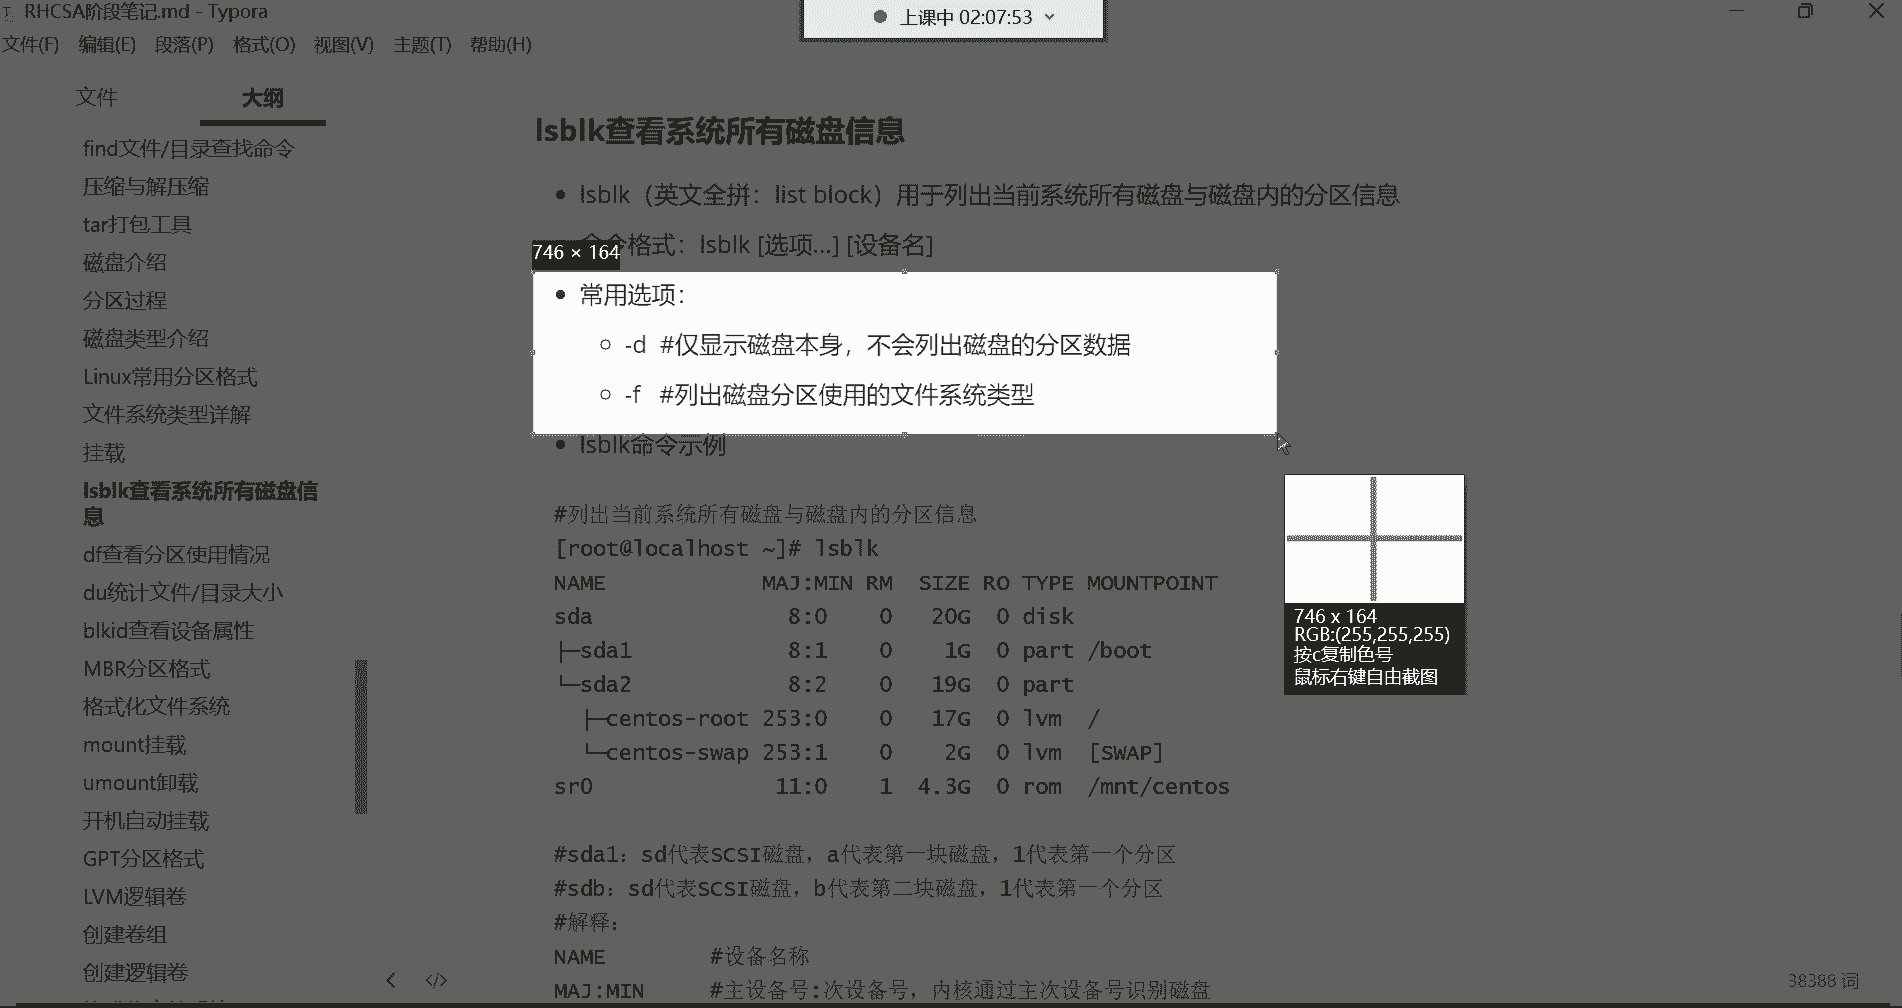 RHCSA阶段笔记.md - Typora
上课中 02:07:53
文件(F) 编辑(E) 段落(P) 格式(O) 视图(V) 主题(T) 帮助(H)
文件 大纲
find文件/目录查找命令
压缩与解压缩
tar打包工具
磁盘介绍
分区过程
磁盘类型介绍
Linux常用分区格式
文件系统类型详解
挂载
lsblk查看系统所有磁盘信
息
df查看分区使用情况
du统计文件/目录大小
blkid查看设备属性
MBR分区格式
格式化文件系统
mount挂载
umount卸载
开机自动挂载
GPT分区格式
LVM逻辑卷
创建卷组
创建逻辑卷
lsblk查看系统所有磁盘信息
lsblk（英文全拼：list block）用于列出当前系统所有磁盘与磁盘内的分区信息
命令格式：lsblk [选项...] [设备名]
746 × 164
常用选项：
-d #仅显示磁盘本身，不会列出磁盘的分区数据
-f #列出磁盘分区使用的文件系统类型
lsblk命令示例
#列出当前系统所有磁盘与磁盘内的分区信息
[root@localhost ~]# lsblk
NAME MAJ:MIN RM SIZE RO TYPE MOUNTPOINT
sda 8:0 0 20G 0 disk
├─sda1 8:1 0 1G 0 part /boot
└─sda2 8:2 0 19G 0 part
├─centos-root 253:0 0 17G 0 lvm /
└─centos-swap 253:1 0 2G 0 lvm [SWAP]
sr0 11:0 1 4.3G 0 rom /mnt/centos
#sda1：sd代表SCSI磁盘，a代表第一块磁盘，1代表第一个分区
#sdb：sd代表SCSI磁盘，b代表第二块磁盘，1代表第一个分区
#解释：
NAME #设备名称
MAJ:MIN #主设备号:次设备号，内核通过主次设备号识别磁盘
746 x 164
RGB:(255,255,255)
按c复制色号
鼠标右键自由截图
38388 词